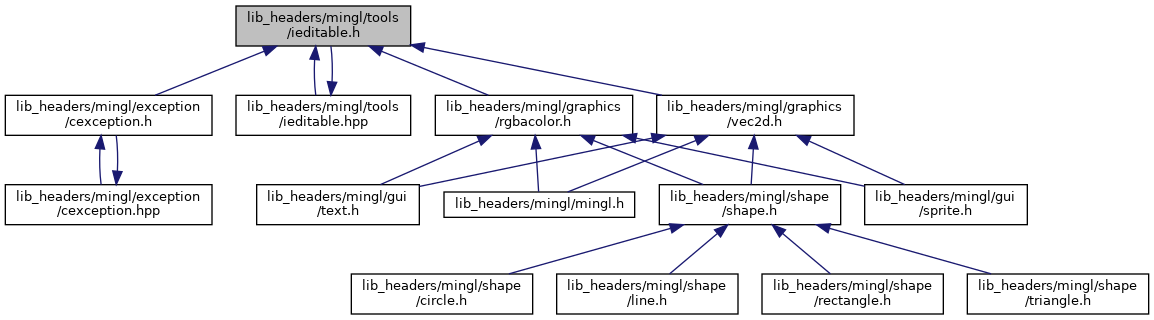 lib_headers/mingl/tools
/ieditable.h
lib_headers/mingl/exception
/cexception.h
lib_headers/mingl/tools
/ieditable.hpp
lib_headers/mingl/graphics
/rgbacolor.h
lib_headers/mingl/graphics
/vec2d.h
lib_headers/mingl/exception
/cexception.hpp
lib_headers/mingl/gui
/text.h
lib_headers/mingl/mingl.h
lib_headers/mingl/shape
/shape.h
lib_headers/mingl/gui
/sprite.h
lib_headers/mingl/shape
/circle.h
lib_headers/mingl/shape
/line.h
lib_headers/mingl/shape
/rectangle.h
lib_headers/mingl/shape
/triangle.h